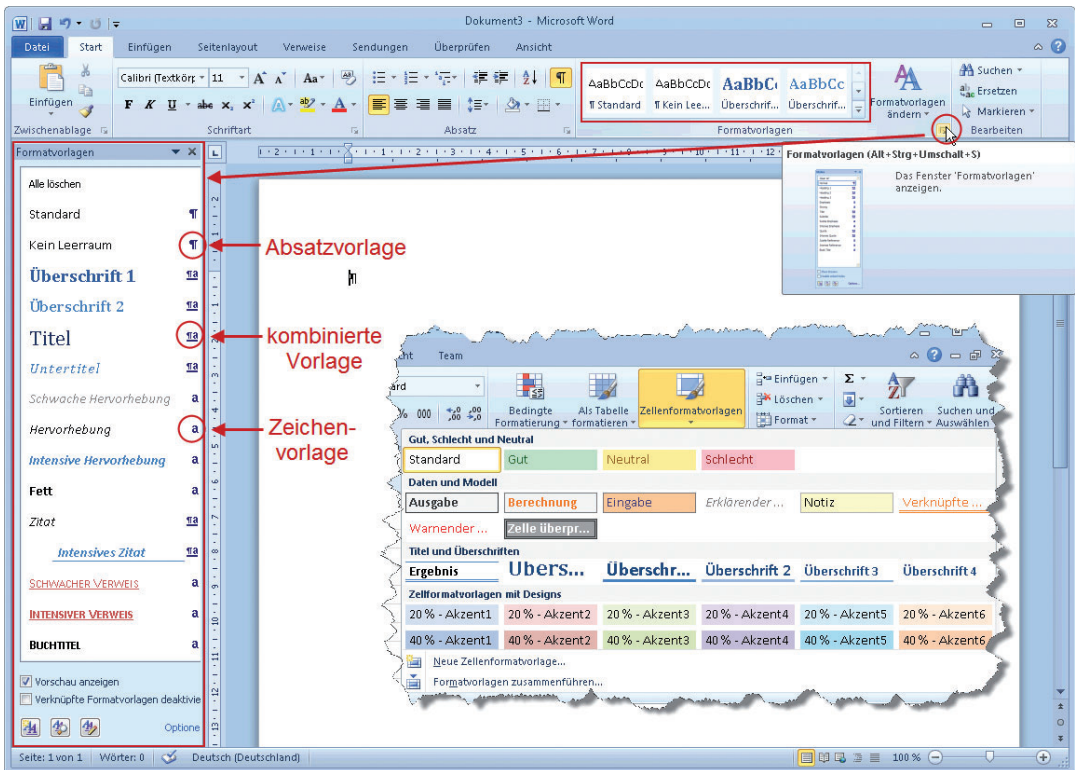 Dokument3 - Microsoft Word
Datei Start Einfügen Seitenlayout Verweise Sendungen Überprüfen Ansicht
Einfügen
Calibri (Textkörp 11
F K U abc x₂ x² A ab A
AaBbCcDc AaBbCcDc AaBbC AaBbCc
¶ Standard ¶ Kein Lee... Überschrif... Überschrif...
Formatvorlagen
ändern
Suchen
Ersetzen
Markieren
Zwischenablage Schriftart Absatz Formatvorlagen Bearbeiten
Formatvorlagen
Alle löschen
Standard ¶
Kein Leerraum ¶
Überschrift 1 ¶a
Überschrift 2 ¶a
Titel ¶a
Untertitel ¶a
Schwache Hervorhebung a
Hervorhebung a
Intensive Hervorhebung a
Fett a
Zitat ¶a
Intensives Zitat ¶a
SCHWACHER VERWEIS a
INTENSIVER VERWEIS a
BUCHTITEL a
Vorschau anzeigen
Verknüpfte Formatvorlagen deaktivie
Optione
Absatzvorlage
kombinierte
Vorlage
Zeichen-
vorlage
Formatvorlagen (Alt+Strg+Umschalt+S)
Das Fenster 'Formatvorlagen'
anzeigen.
cht Team
ard
% 000
Bedingte
Formatierung
Als Tabelle
formatieren
Zellenformatvorlagen
Einfügen
Löschen
Format
Σ
Sortieren
und Filtern
Suchen und
Auswählen
Gut, Schlecht und Neutral
Standard Gut Neutral Schlecht
Daten und Modell
Ausgabe Berechnung Eingabe Erklärender ... Notiz Verknüpfte ...
Warnender ... Zelle überpr...
Titel und Überschriften
Ergebnis Übers... Überschr... Überschrift 2 Überschrift 3 Überschrift 4
Zellformatvorlagen mit Designs
20 % - Akzent1 20 % - Akzent2 20 % - Akzent3 20 % - Akzent4 20 % - Akzent5 20 % - Akzent6
40 % - Akzent1 40 % - Akzent2 40 % - Akzent3 40 % - Akzent4 40 % - Akzent5 40 % - Akzent6
Neue Zellenformatvorlage...
Formatvorlagen zusammenführen...
Seite: 1 von 1 Wörter: 0 Deutsch (Deutschland) 100 %